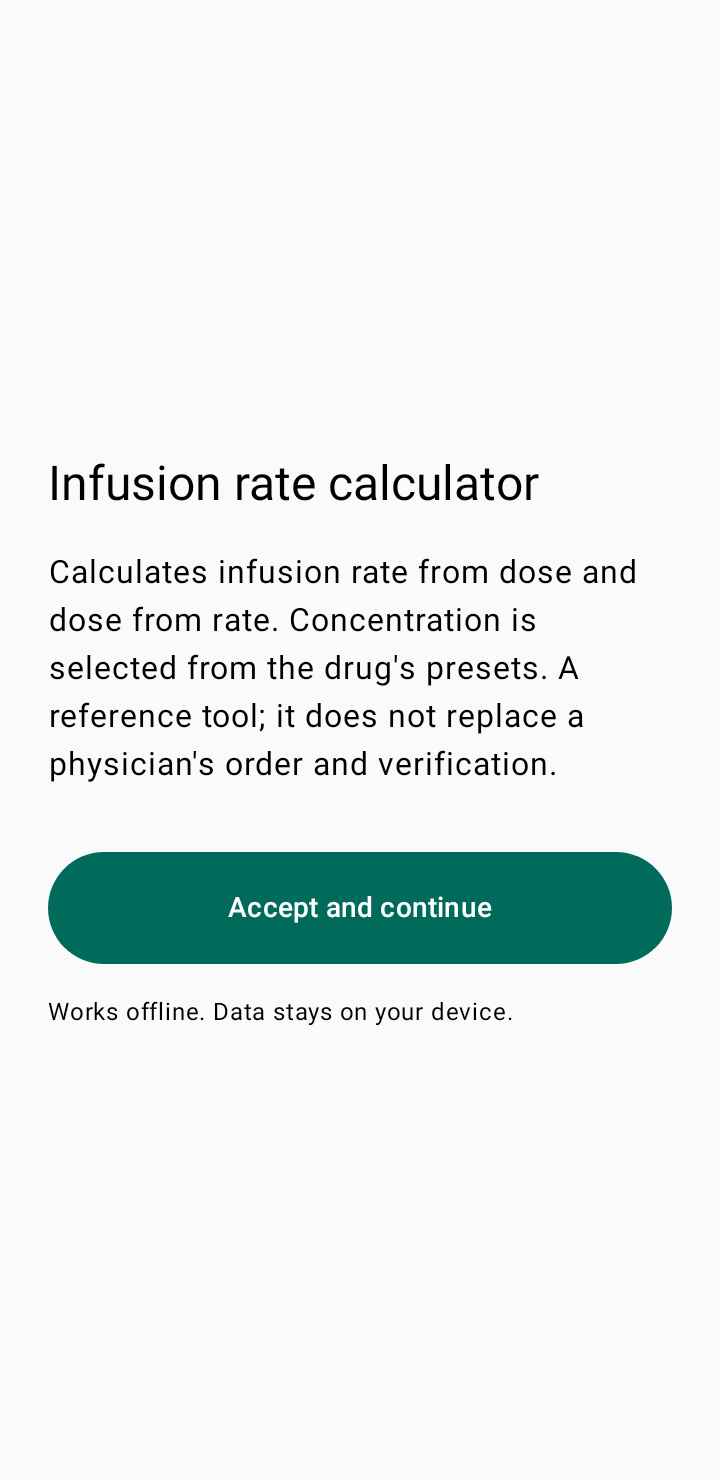 Infusion rate calculator
Calculates infusion rate from dose and
dose from rate. Concentration is
selected from the drug's presets. A
reference tool; it does not replace a
physician's order and verification.
Accept and continue
Works offline. Data stays on your device.